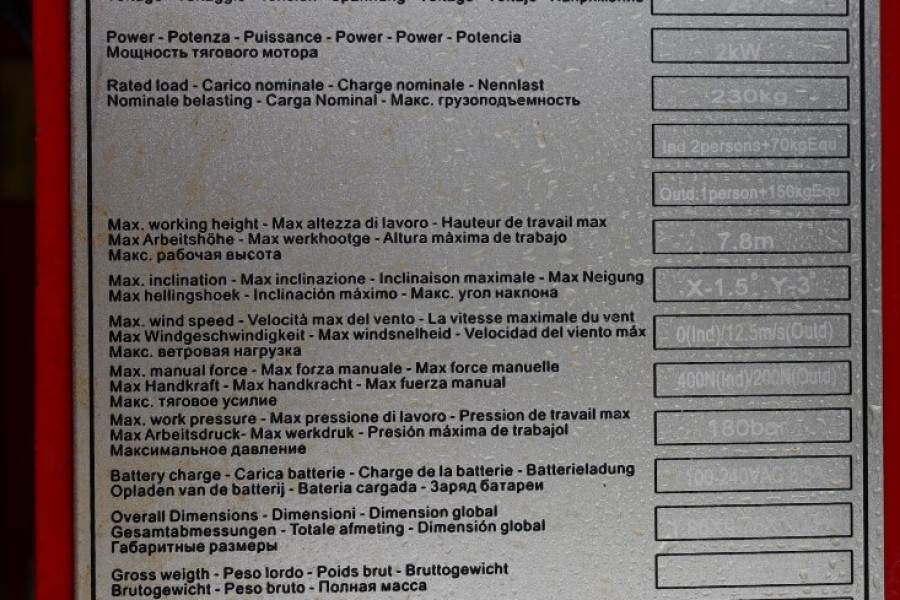 Power - Potenza - Puissance - Power - Power - Potencia
Мощность тягового мотора
2kW
Rated load - Carico nominale - Charge nominale - Nennlast
Nominale belasting - Carga Nominal - Макс. грузоподъемность
230kg
Ind 2persons+70kgEqu
Outd:1person+150kgEqu
Max. working height - Max altezza di lavoro - Hauteur de travail max
Max Arbeitshöhe - Max werkhootge - Altura màxima de trabajo
Макс. рабочая высота
7.8m
Max. inclination - Max inclinazione - Inclinaison maximale - Max Neigung
Max hellingshoek - Inclinación máximo - Макс. угол наклона
X-1.5° Y-3°
Max. wind speed - Velocità max del vento - La vitesse maximale du vent
Max Windgeschwindigkeit - Max windsnelheid - Velocidad del viento máx
Макс. ветровая нагрузка
0(Ind)/12.5m/s(Outd)
Max. manual force - Max forza manuale - Max force manuelle
Max Handkraft - Max handkracht - Max fuerza manual
Макс. тяговое усилие
400N(Ind)/200N(Outd)
Max. work pressure - Max pressione di lavoro - Pression de travail max
Max Arbeitsdruck- Max werkdruk - Presión máxima de trabajol
Максимальное давление
180bar
Battery charge - Carica batterie - Charge de la batterie - Batterieladung
Opladen van de batterij - Bateria cargada - Заряд батареи
Overall Dimensions - Dimensioni - Dimension global
Gesamtabmessungen - Totale afmeting - Dimensión global
Габаритные размеры
Gross weigth - Peso lordo - Poids brut - Bruttogewicht
Brutogewicht - Peso bruto - Полная масса